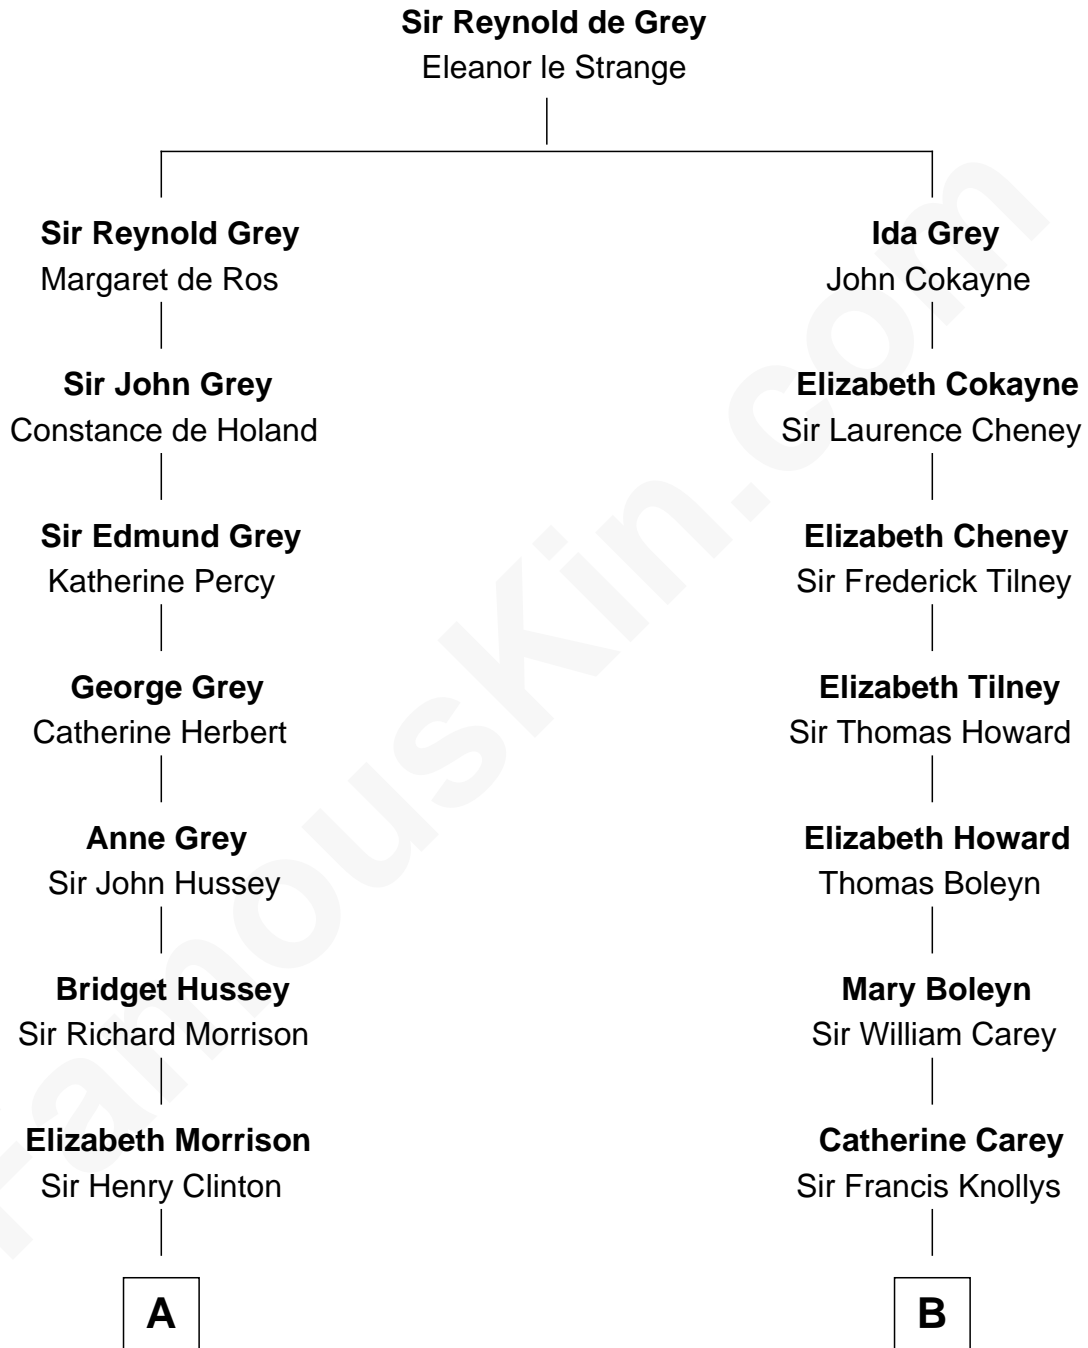 Sir Reynold de Grey
Eleanor le Strange
Sir Reynold Grey
Margaret de Ros
Ida Grey
John Cokayne
Sir John Grey
Constance de Holand
Elizabeth Cokayne
Sir Laurence Cheney
Sir Edmund Grey
Katherine Percy
Elizabeth Cheney
Sir Frederick Tilney
George Grey
Catherine Herbert
Elizabeth Tilney
Sir Thomas Howard
Anne Grey
Sir John Hussey
Elizabeth Howard
Thomas Boleyn
Bridget Hussey
Sir Richard Morrison
Mary Boleyn
Sir William Carey
Elizabeth Morrison
Sir Henry Clinton
Catherine Carey
Sir Francis Knollys
A
B
FamousKin.com